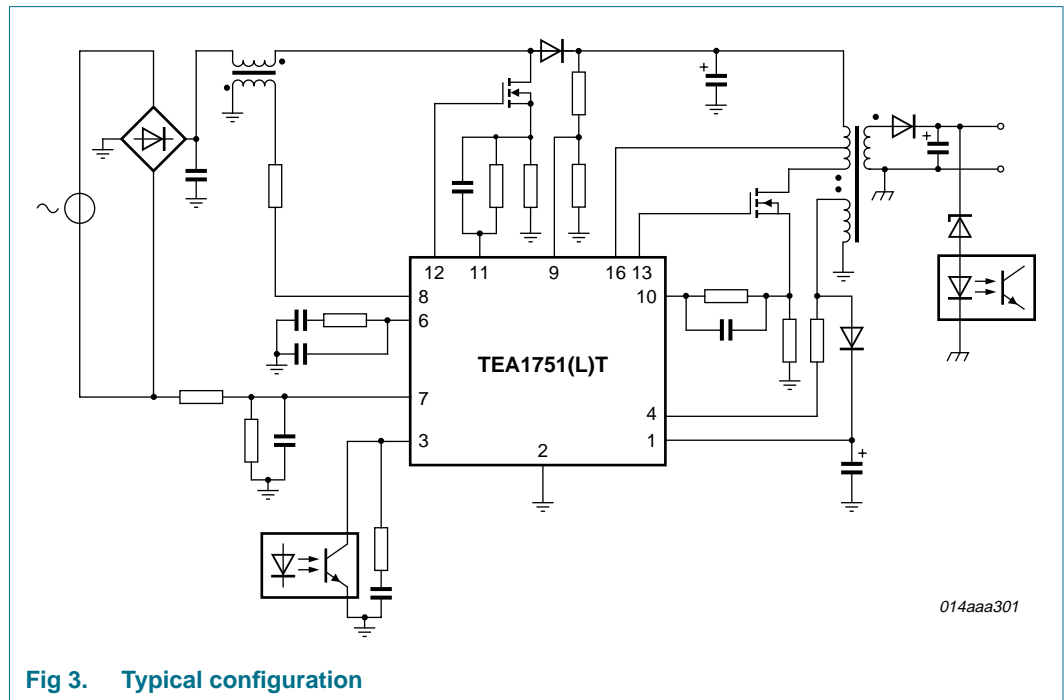 +
+
12 11 9 16 13
8 10
6
TEA1751(L)T
7
4
3
1
2
+
014aaa301
Fig 3. Typical configuration